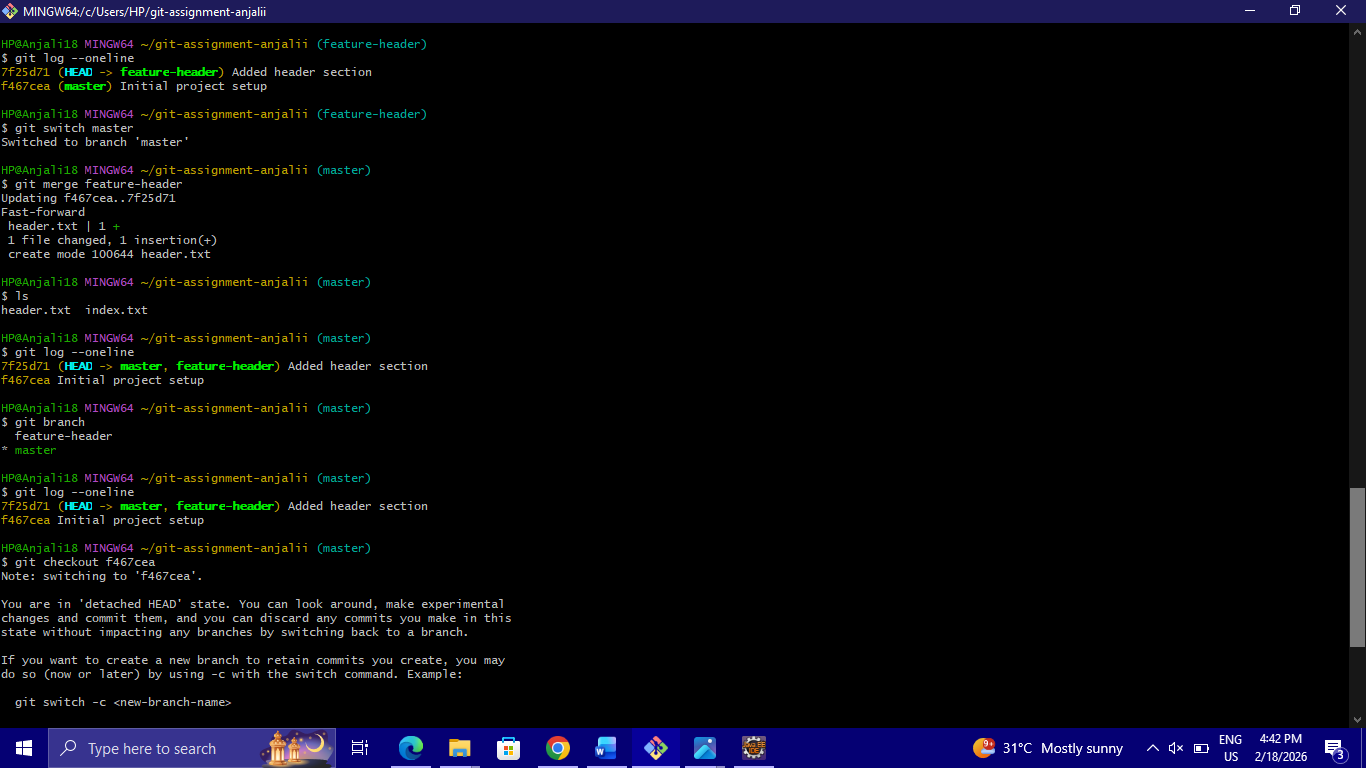 MINGW64:/c/Users/HP/git-assignment-anjalii
HP@Anjali18 MINGW64 ~/git-assignment-anjalii (feature-header)
$ git log --oneline
7f25d71 (HEAD -> feature-header) Added header section
f467cea (master) Initial project setup
HP@Anjali18 MINGW64 ~/git-assignment-anjalii (feature-header)
$ git switch master
Switched to branch 'master'
HP@Anjali18 MINGW64 ~/git-assignment-anjalii (master)
$ git merge feature-header
Updating f467cea..7f25d71
Fast-forward
 header.txt | 1 +
 1 file changed, 1 insertion(+)
 create mode 100644 header.txt
HP@Anjali18 MINGW64 ~/git-assignment-anjalii (master)
$ ls
header.txt  index.txt
HP@Anjali18 MINGW64 ~/git-assignment-anjalii (master)
$ git log --oneline
7f25d71 (HEAD -> master, feature-header) Added header section
f467cea Initial project setup
HP@Anjali18 MINGW64 ~/git-assignment-anjalii (master)
$ git branch
  feature-header
* master
HP@Anjali18 MINGW64 ~/git-assignment-anjalii (master)
$ git log --oneline
7f25d71 (HEAD -> master, feature-header) Added header section
f467cea Initial project setup
HP@Anjali18 MINGW64 ~/git-assignment-anjalii (master)
$ git checkout f467cea
Note: switching to 'f467cea'.
You are in 'detached HEAD' state. You can look around, make experimental
changes and commit them, and you can discard any commits you make in this
state without impacting any branches by switching back to a branch.
If you want to create a new branch to retain commits you create, you may
do so (now or later) by using -c with the switch command. Example:
  git switch -c <new-branch-name>
Type here to search
31°C Mostly sunny
ENG
US
4:42 PM
2/18/2026
3